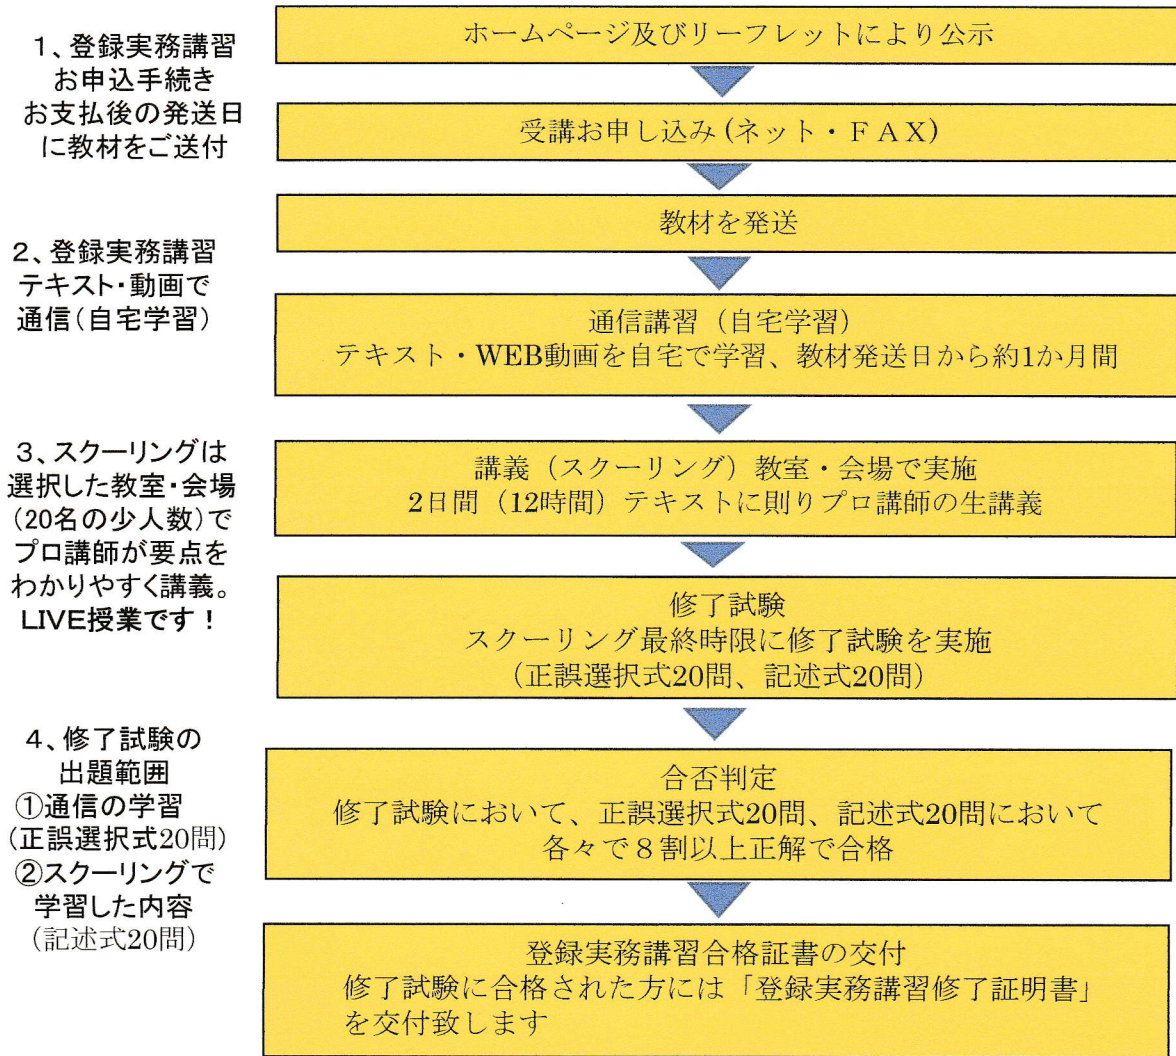 1、登録実務講習
お申込手続き
お支払後の発送日
に教材をご送付
ホームページ及びリーフレットにより公示
受講お申し込み(ネット・ＦＡＸ)
教材を発送
2、登録実務講習
テキスト・動画で
通信(自宅学習)
通信講習（自宅学習）
テキスト・WEB動画を自宅で学習、教材発送日から約1か月間
3、スクーリングは
選択した教室・会場
(20名の少人数)で
プロ講師が要点を
わかりやすく講義。
LIVE授業です！
講義（スクーリング）教室・会場で実施
2日間（12時間）テキストに則りプロ講師の生講義
修了試験
スクーリング最終時限に修了試験を実施
（正誤選択式20問、記述式20問）
4、修了試験の
出題範囲
①通信の学習
(正誤選択式20問)
②スクーリングで
学習した内容
（記述式20問）
合否判定
修了試験において、正誤選択式20問、記述式20問において
各々で８割以上正解で合格
登録実務講習合格証書の交付
修了試験に合格された方には「登録実務講習修了証明書」
を交付致します